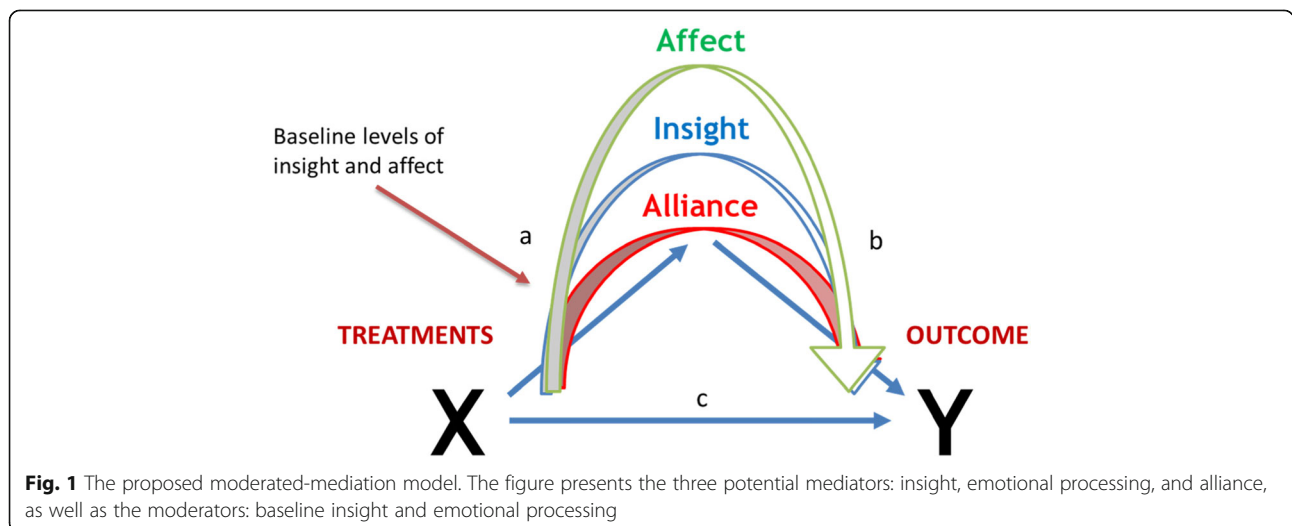 Affect
Insight
Baseline levels of
insight and affect
Alliance
a
b
TREATMENTS
OUTCOME
c
X
Y
Fig. 1 The proposed moderated-mediation model. The figure presents the three potential mediators: insight, emotional processing, and alliance,
as well as the moderators: baseline insight and emotional processing